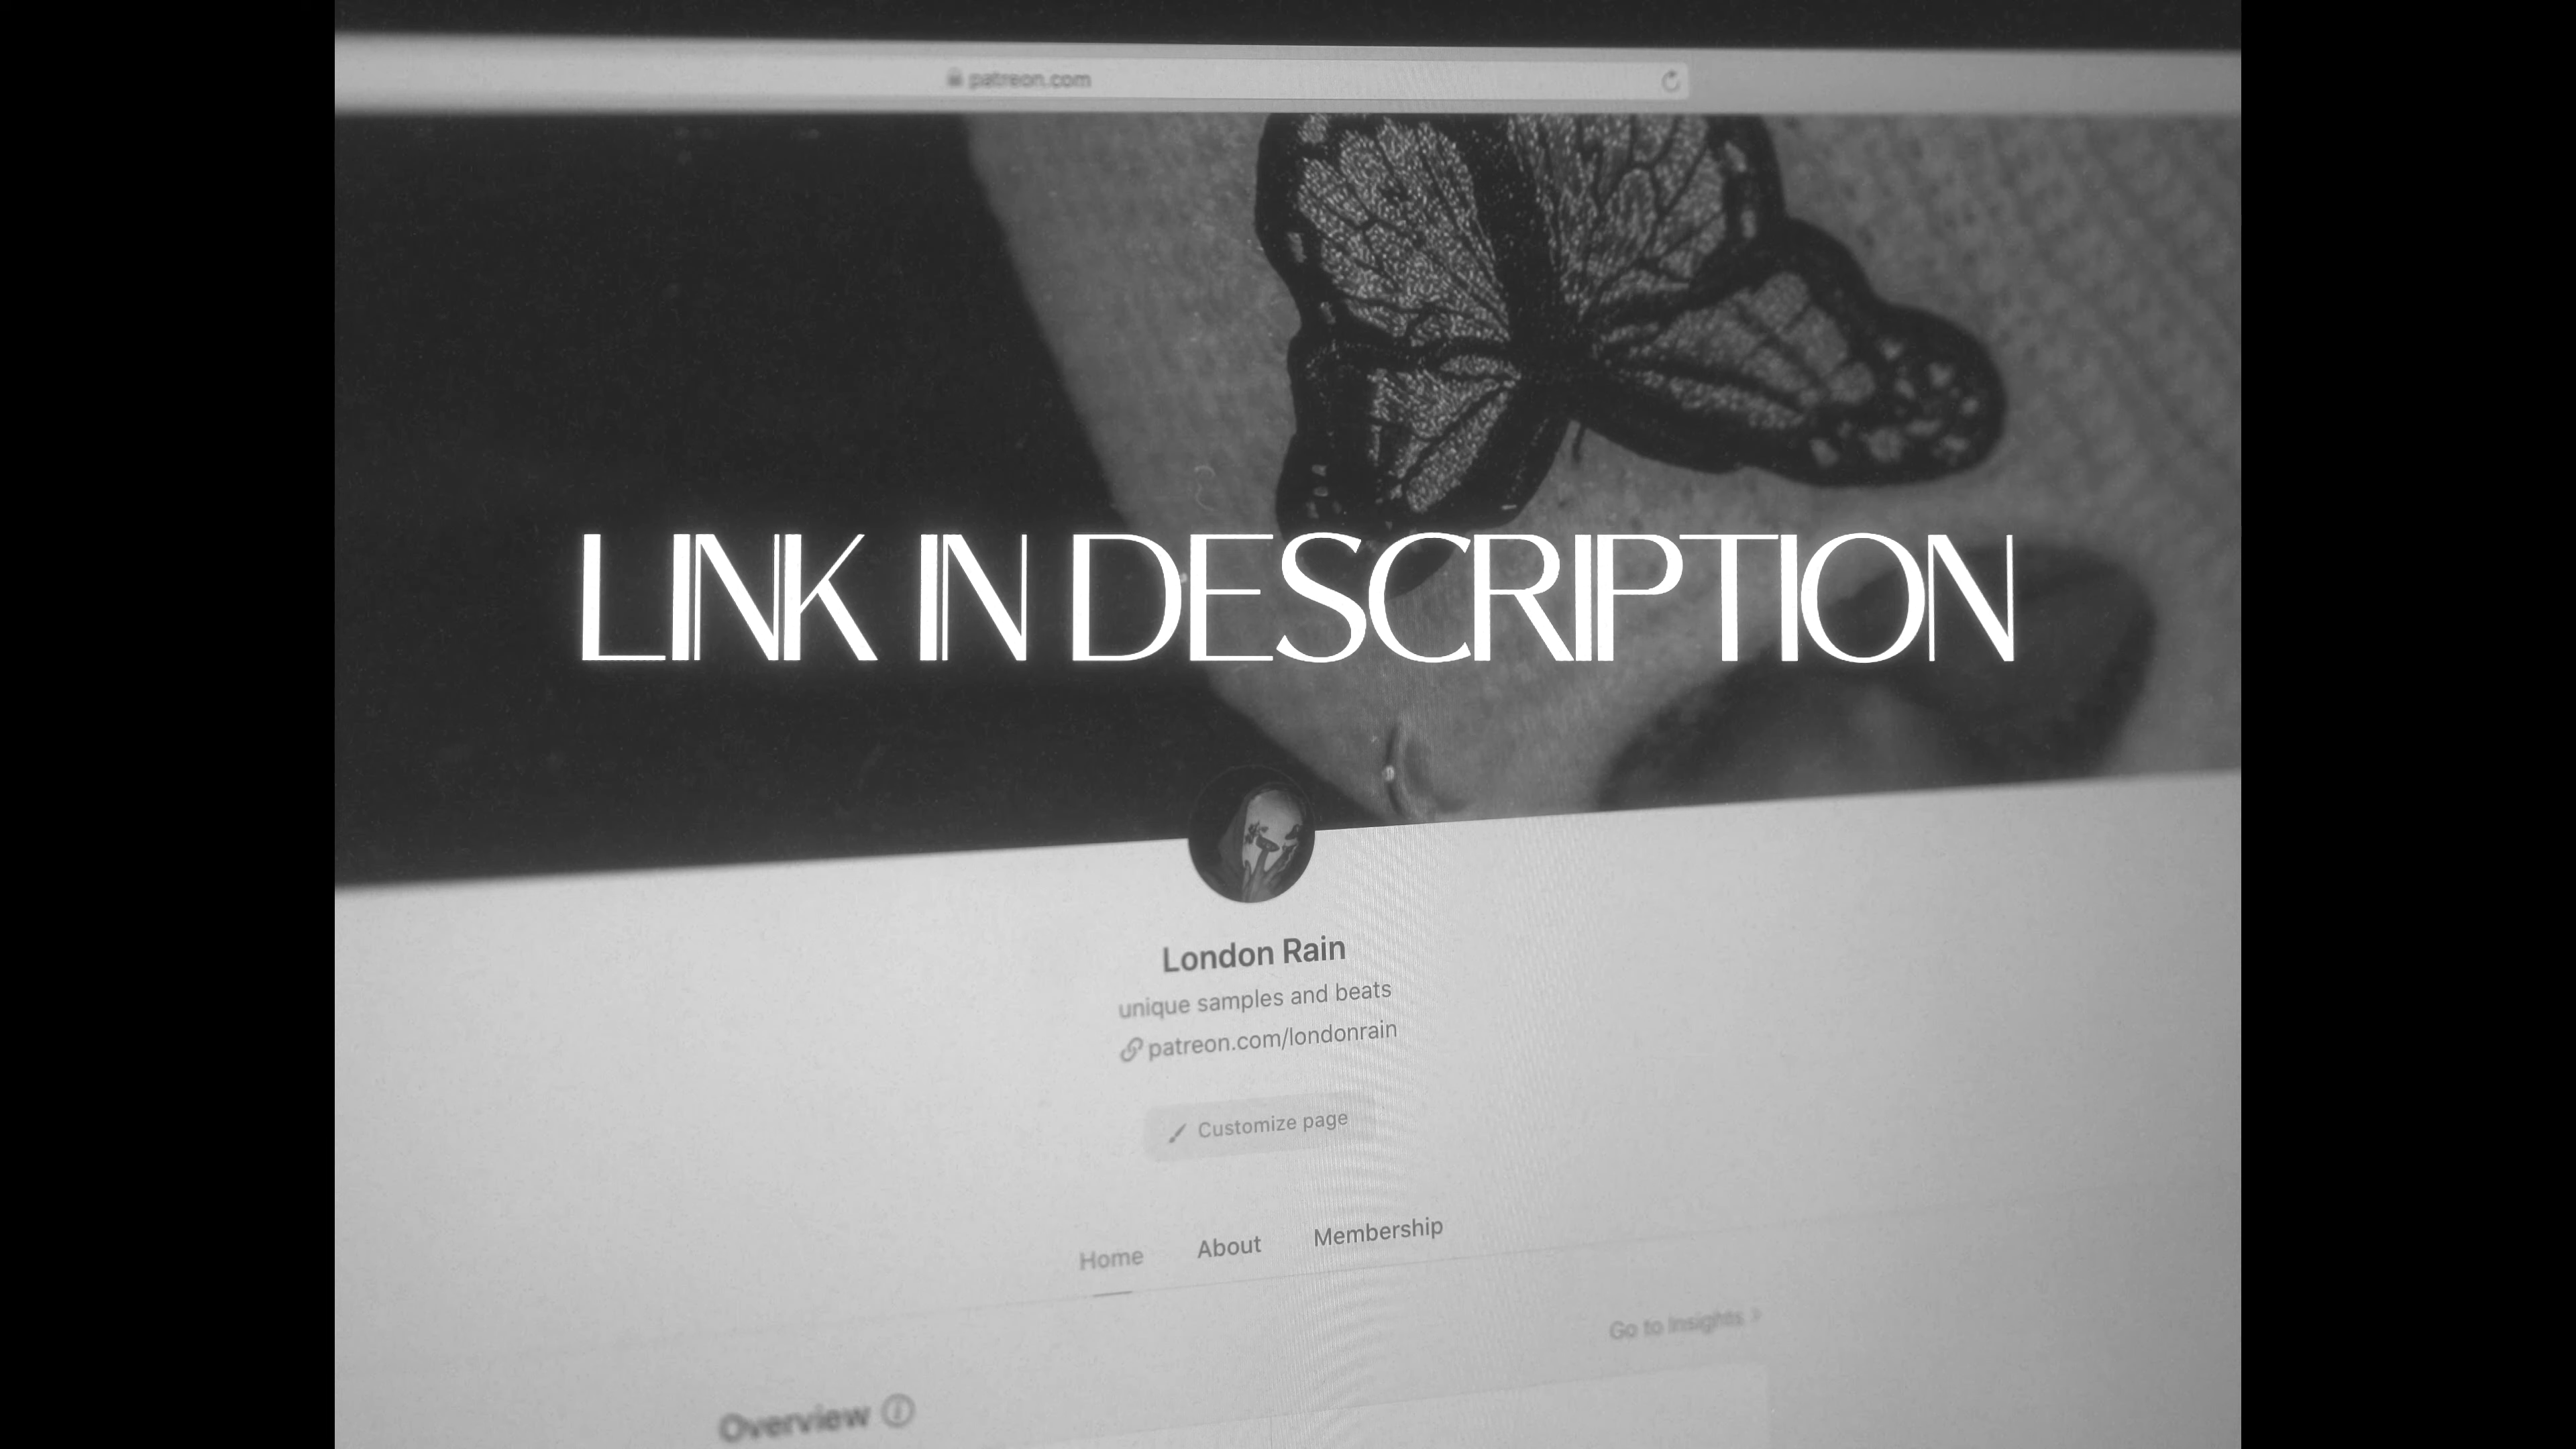 patreon.com
LINK IN DESCRIPTION
London Rain
unique samples and beats
patreon.com/londonrain
Customize page
Home About Membership
Go to Insights
Overview